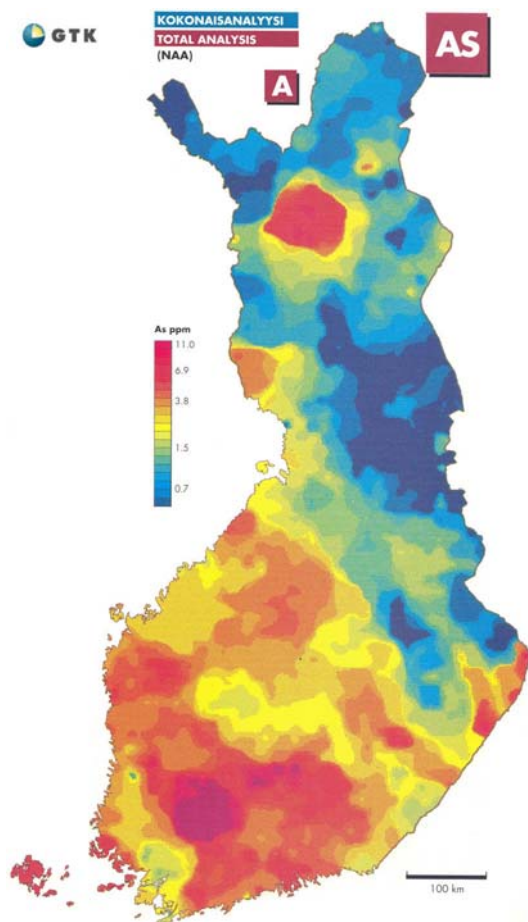 GTK
KOKONAISANALYYSI
TOTAL ANALYSIS
(NAA)
A
AS
As ppm
11.0
6.9
3.8
1.5
0.7
100 km